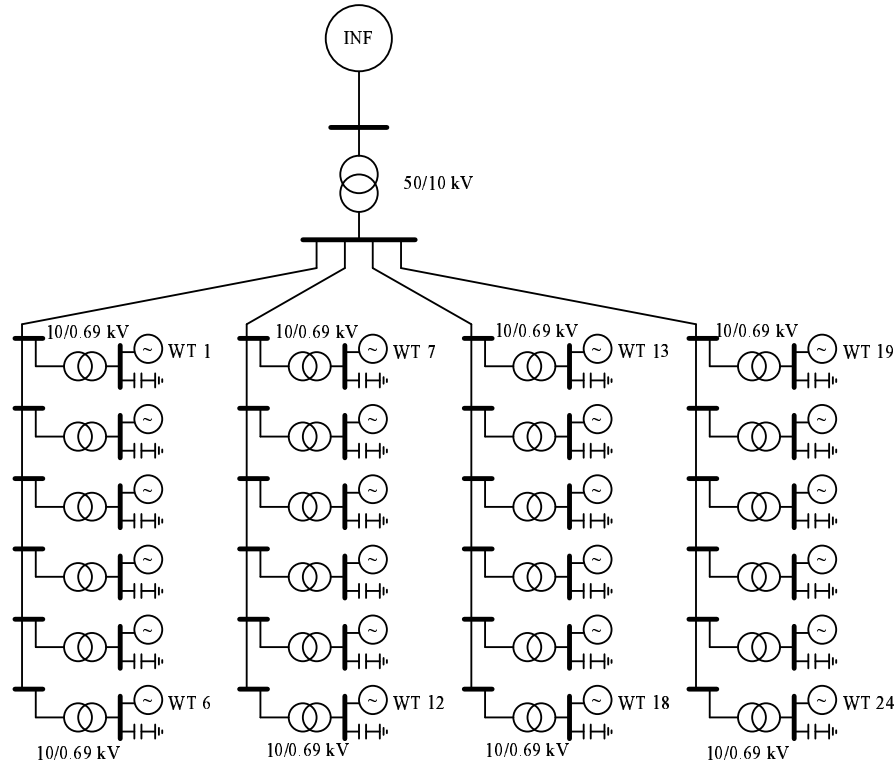 INF
50/10 kV
10/0.69 kV
10/0.69 kV
10/0.69 kV
10/0.69 kV
~ WT 1
~ WT 7
~ WT 13
~ WT 19
~ ~ ~ ~
~ ~ ~ ~
~ ~ ~ ~
~ ~ ~ ~
~ WT 6
~ WT 12
~ WT 18
~ WT 24
10/0.69 kV
10/0.69 kV
10/0.69 kV
10/0.69 kV